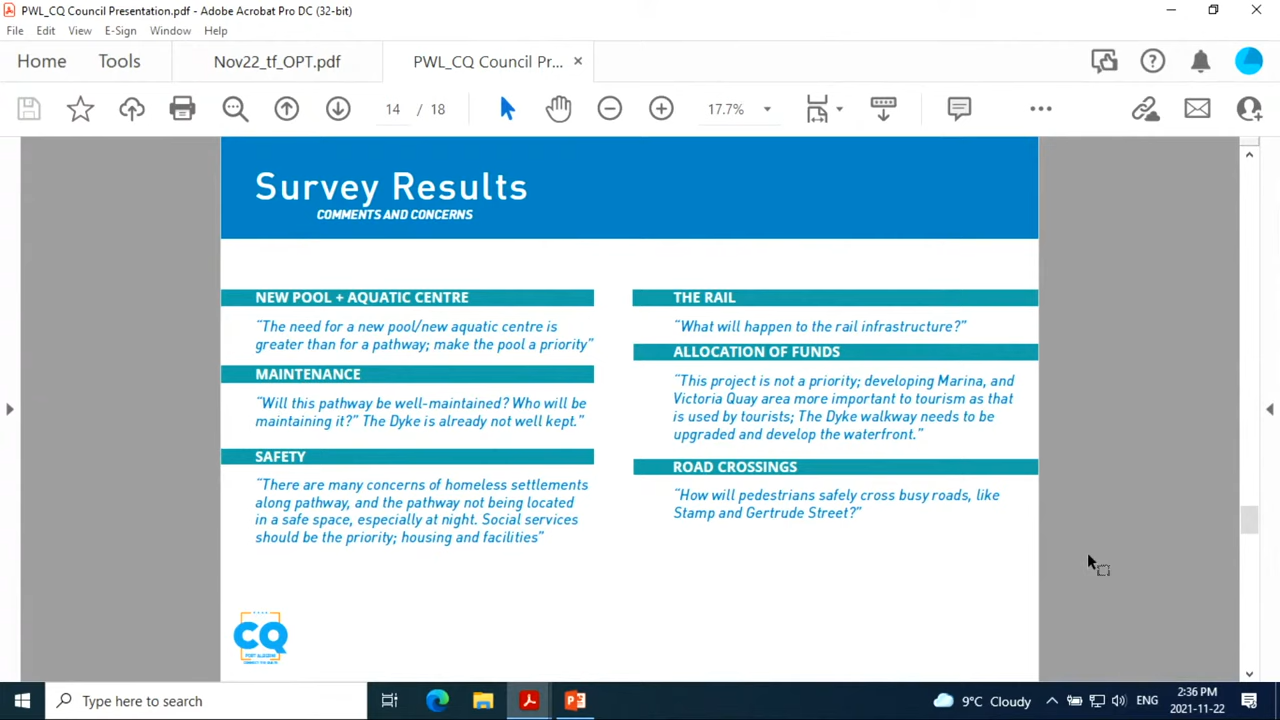 PWL_CQ Council Presentation.pdf - Adobe Acrobat Pro DC (32-bit)
File Edit View E-Sign Window Help
Home Tools Nov22_tf_OPT.pdf PWL_CQ Council Pr... ×
14 / 18 17.7%
Survey Results
COMMENTS AND CONCERNS
NEW POOL + AQUATIC CENTRE
"The need for a new pool/new aquatic centre is
greater than for a pathway; make the pool a priority"
MAINTENANCE
"Will this pathway be well-maintained? Who will be
maintaining it?" The Dyke is already not well kept."
SAFETY
"There are many concerns of homeless settlements
along pathway, and the pathway not being located
in a safe space, especially at night. Social services
should be the priority; housing and facilities"
THE RAIL
"What will happen to the rail infrastructure?"
ALLOCATION OF FUNDS
"This project is not a priority; developing Marina, and
Victoria Quay area more important to tourism as that
is used by tourists; The Dyke walkway needs to be
upgraded and develop the waterfront."
ROAD CROSSINGS
"How will pedestrians safely cross busy roads, like
Stamp and Gertrude Street?"
CQ
PORT ALBERNI
Type here to search
9°C Cloudy
ENG
2:36 PM
2021-11-22